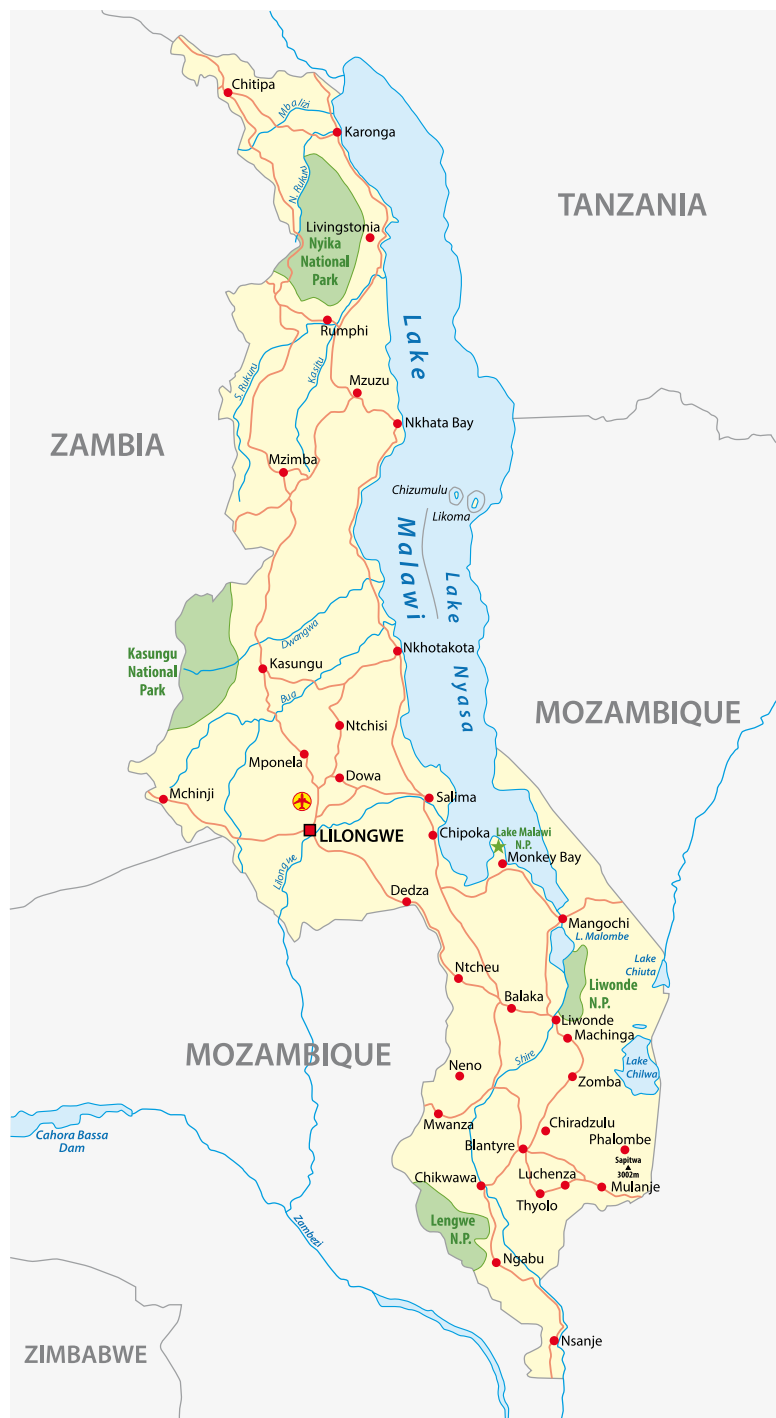 Chitipa
Mbalizi
Karonga
N. Rukuru
TANZANIA
Livingstonia
Nyika
National
Park
Lake
Rumphi
S. Rukuru
Kasitu
Mzuzu
Nkhata Bay
ZAMBIA
Mzimba
Chizumulu
Likoma
Malawi
Lake
Nyasa
Dwangwa
Nkhotakota
Kasungu
National
Park
Kasungu
Bua
MOZAMBIQUE
Ntchisi
Mponela
Dowa
Mchinji
Salima
LILONGWE
Chipoka
Lake Malawi
N.P.
Monkey Bay
Lilongwe
Dedza
Mangochi
L. Malombe
Lake
Chiuta
Ntcheu
Liwonde
N.P.
Balaka
Liwonde
Machinga
MOZAMBIQUE
Shire
Lake
Chilwa
Neno
Zomba
Mwanza
Chiradzulu
Cahora Bassa
Dam
Blantyre
Phalombe
Sapitwa
3002m
Chikwawa
Luchenza
Mulanje
Thyolo
Lengwe
N.P.
Zambezi
Ngabu
Nsanje
ZIMBABWE